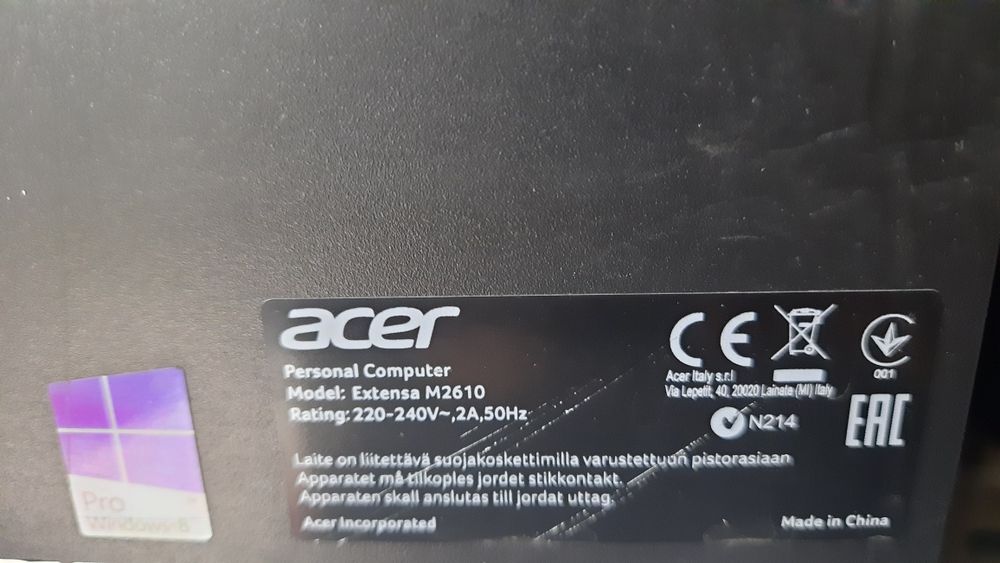 acer
Personal Computer
Model: Extensa M2610
Rating: 220-240V~,2A,50Hz
CE
Acer Italy s.r.l
Via Lepetit, 40, 20020 Lainate (MI) Italy
001
N214
EAC
Laite on liitettävä suojakoskettimilla varustettuun pistorasiaan
Apparatet må tilkoples jordet stikkontakt.
Apparaten skall anslutas till jordat uttag.
Acer Incorporated
Made in China
Pro
Windows 8